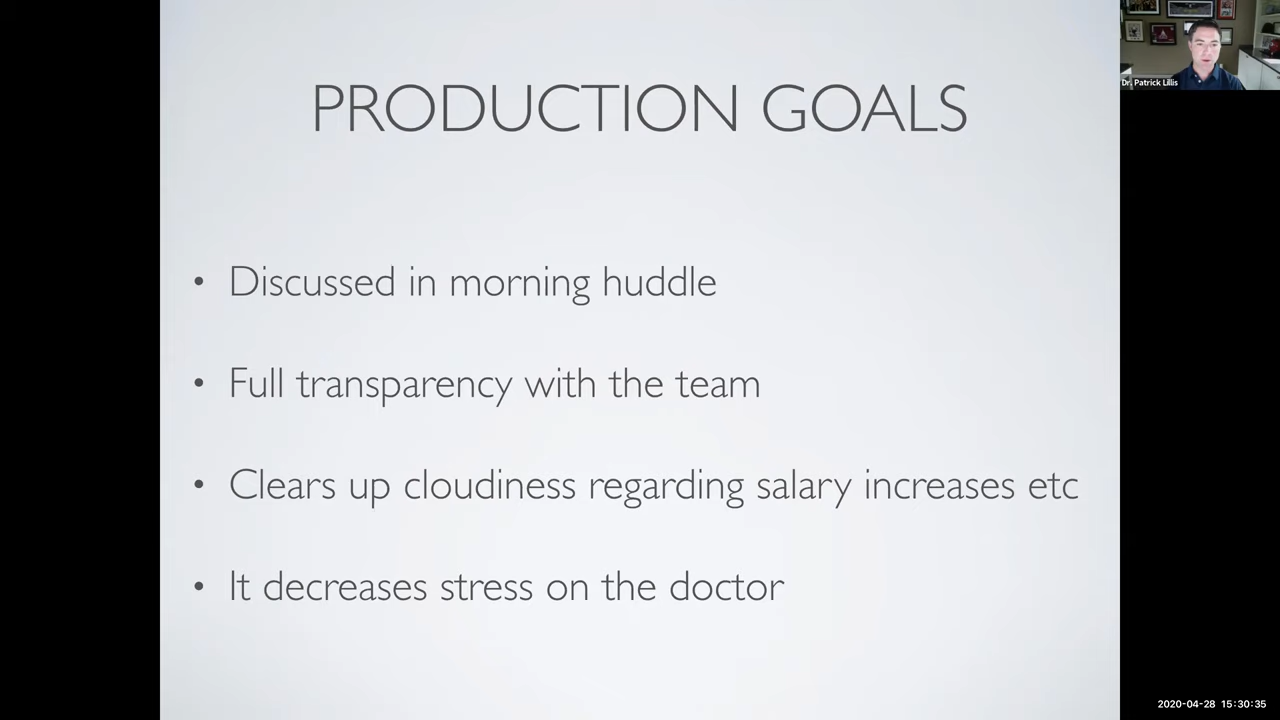 PRODUCTION GOALS
Dr. Patrick Lillis
• Discussed in morning huddle
• Full transparency with the team
• Clears up cloudiness regarding salary increases etc
• It decreases stress on the doctor
2020-04-28 15:30:35